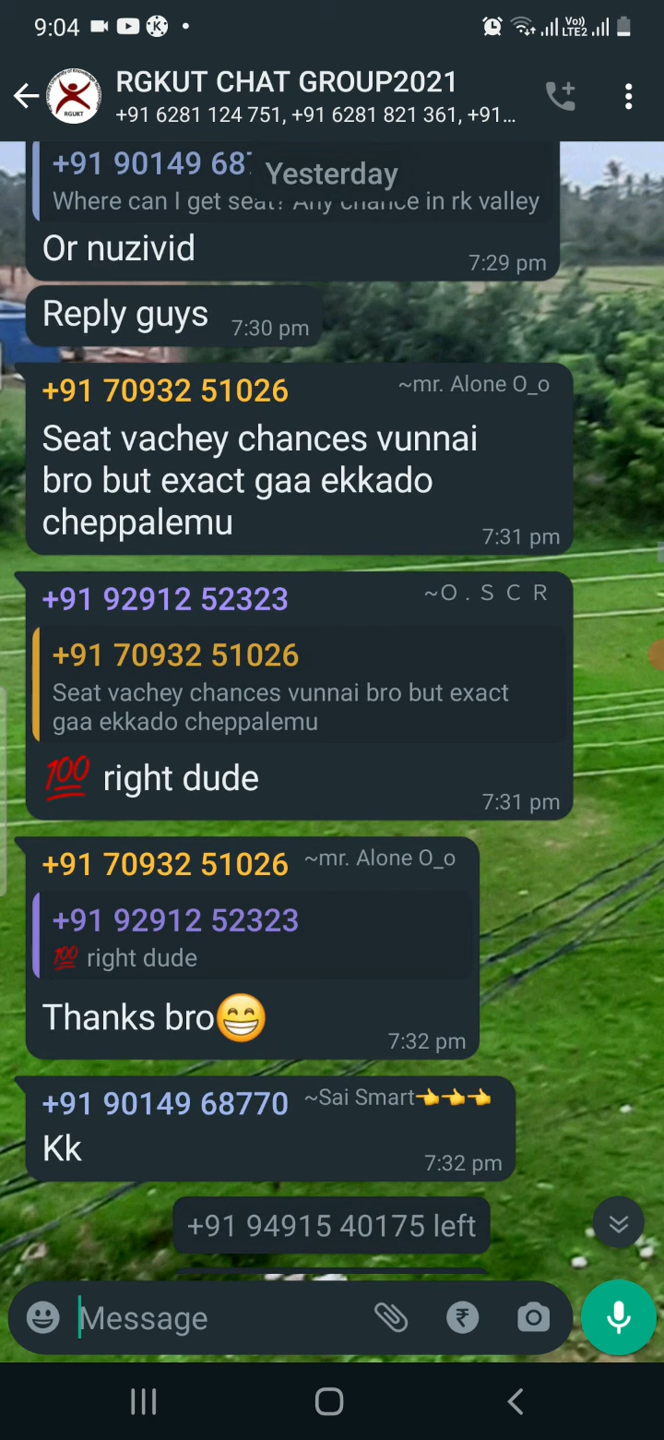 9:04
Vo))
LTE2
RGKUT CHAT GROUP2021
+91 6281 124 751, +91 6281 821 361, +91...
RGUKT
+91 90149 687
Yesterday
Where can I get seat? Any chance in rk valley
Or nuzivid
7:29 pm
Reply guys
7:30 pm
+91 70932 51026
~mr. Alone O_o
Seat vachey chances vunnai
bro but exact gaa ekkado
cheppalemu
7:31 pm
+91 92912 52323
~O . S C R
+91 70932 51026
Seat vachey chances vunnai bro but exact
gaa ekkado cheppalemu
💯 right dude
7:31 pm
+91 70932 51026 ~mr. Alone O_o
+91 92912 52323
💯 right dude
Thanks bro😁
7:32 pm
+91 90149 68770 ~Sai Smart👈👈👈
Kk
7:32 pm
+91 94915 40175 left
Message